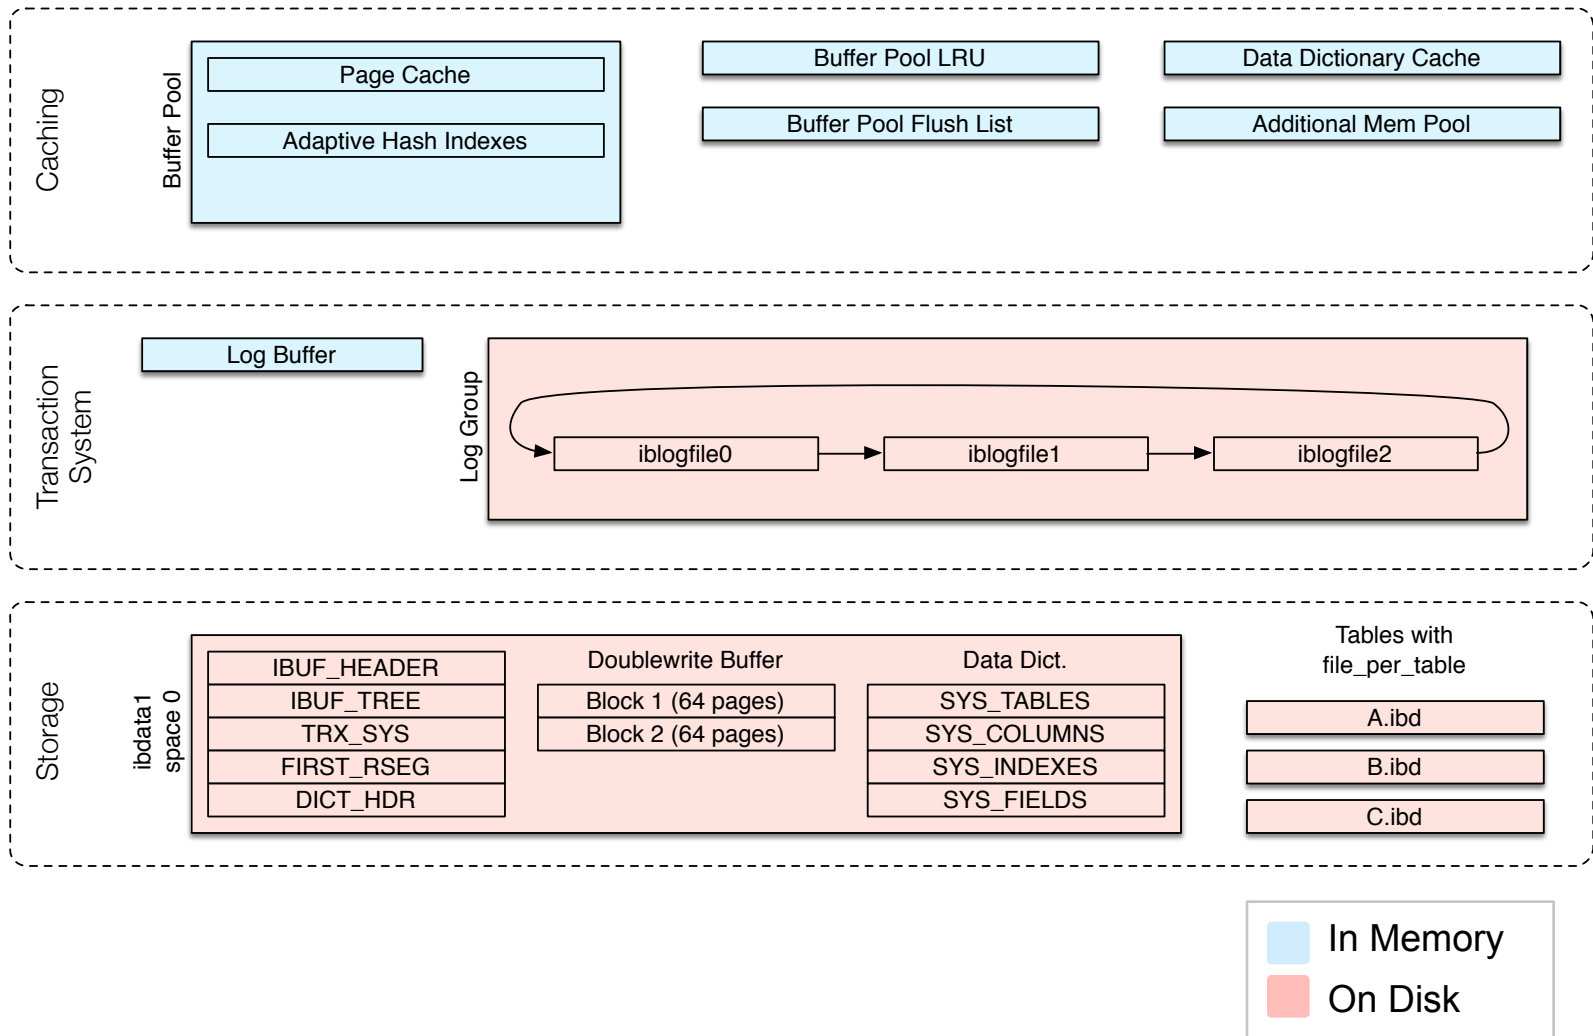 Caching
Buffer Pool
Page Cache
Adaptive Hash Indexes
Buffer Pool LRU
Buffer Pool Flush List
Data Dictionary Cache
Additional Mem Pool
Transaction
System
Log Buffer
Log Group
iblogfile0
iblogfile1
iblogfile2
Storage
ibdata1
space 0
IBUF_HEADER
IBUF_TREE
TRX_SYS
FIRST_RSEG
DICT_HDR
Doublewrite Buffer
Block 1 (64 pages)
Block 2 (64 pages)
Data Dict.
SYS_TABLES
SYS_COLUMNS
SYS_INDEXES
SYS_FIELDS
Tables with
file_per_table
A.ibd
B.ibd
C.ibd
In Memory
On Disk